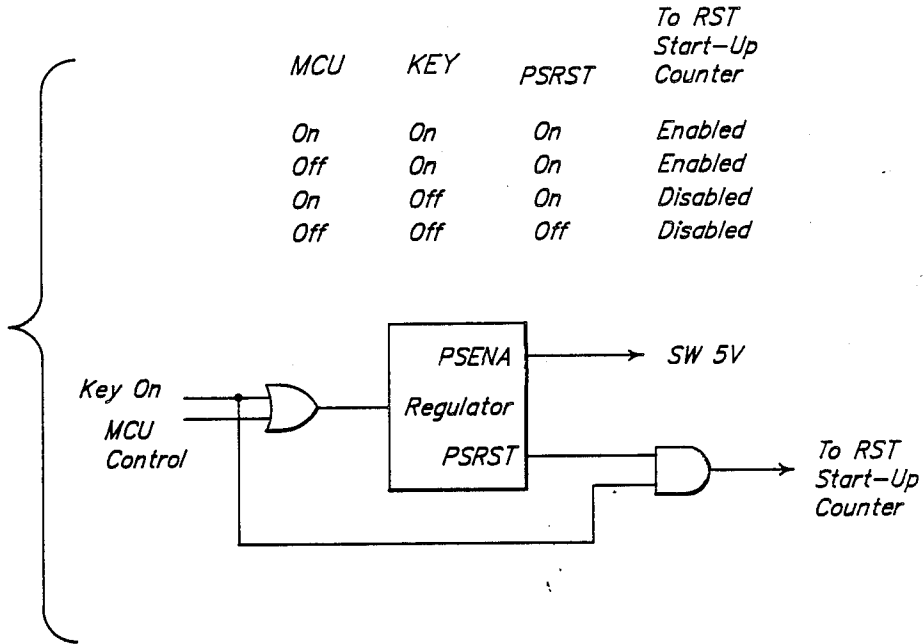 To RST
Start-Up
Counter
MCU KEY PSRST
On On On Enabled
Off On On Enabled
On Off On Disabled
Off Off Off Disabled
PSENA
SW 5V
Key On
Regulator
MCU
Control
PSRST
To RST
Start-Up
Counter